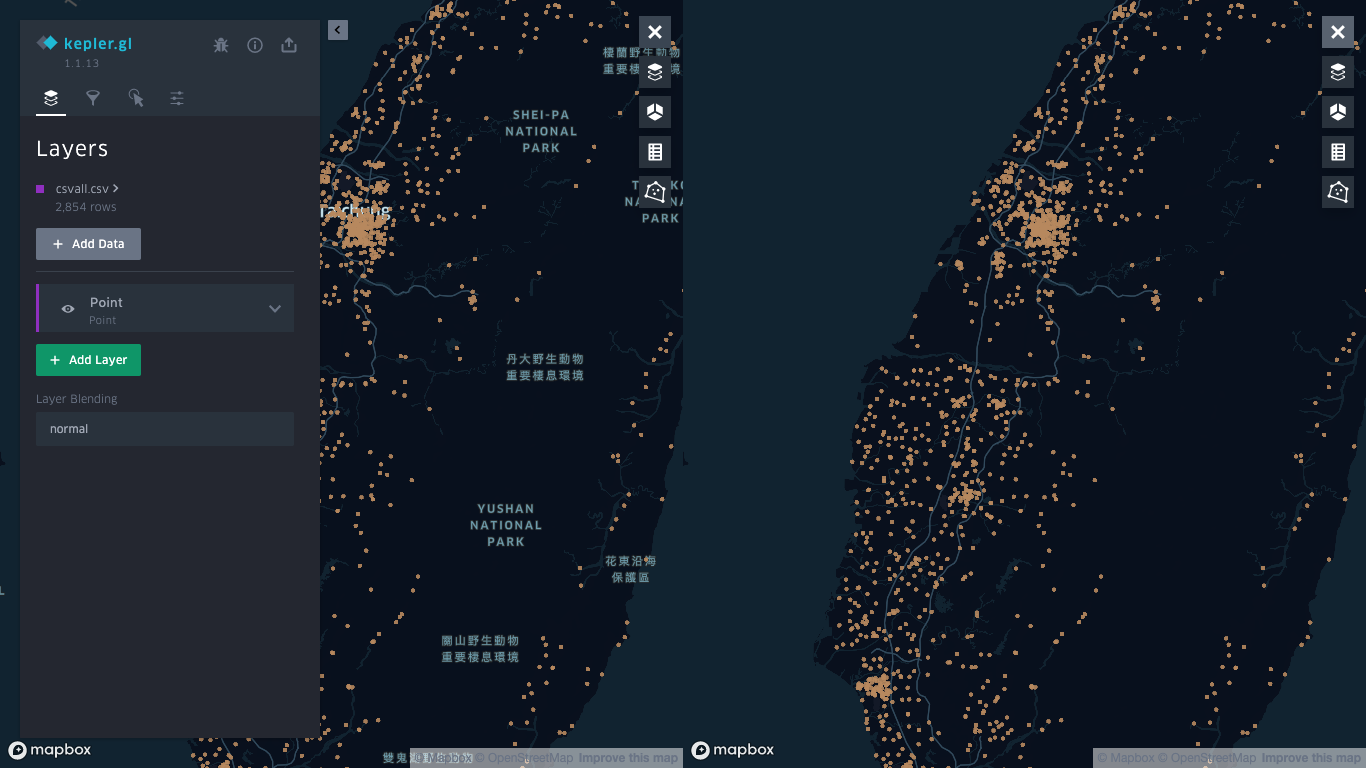 kepler.gl
1.1.13
Layers
csvall.csv
2,854 rows
+ Add Data
Point
Point
+ Add Layer
Layer Blending
normal
棲蘭野生動物
重要棲
境
SHEI-PA
NATIONAL
PARK
PARK
Taichung
丹大野生動物
重要棲息環境
YUSHAN
NATIONAL
PARK
花東沿海
保護區
關山野生動物
重要棲息環境
雙鬼
mapbox
© Mapbox © OpenStreetMap Improve this map
mapbox
© Mapbox © OpenStreetMap Improve this map